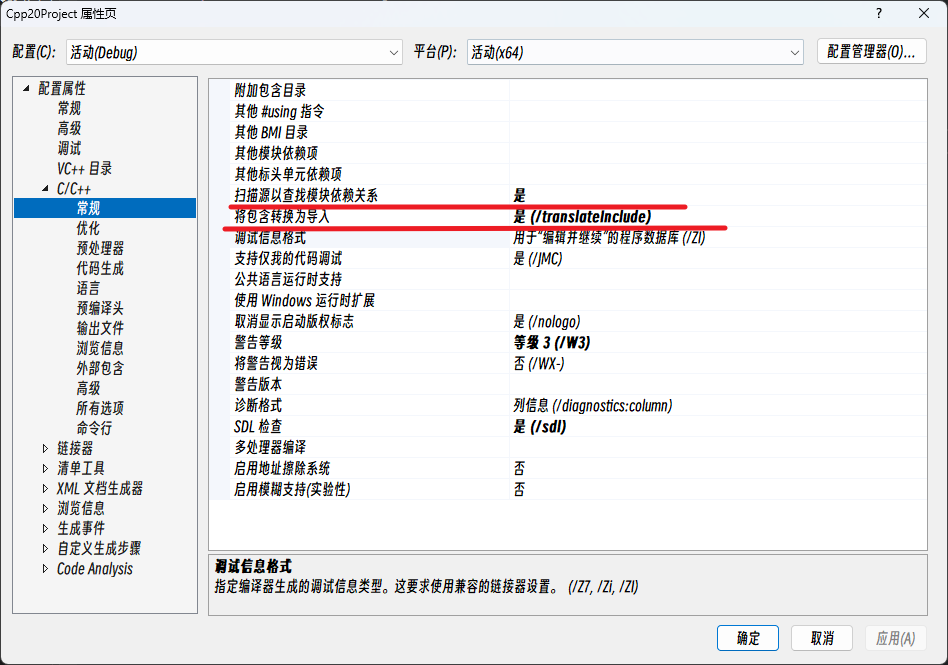 Cpp20Project 属性页
?
配置(C):
活动(Debug)
平台(P):
活动(x64)
配置管理器(O)...
配置属性
常规
高级
调试
VC++ 目录
C/C++
常规
优化
预处理器
代码生成
语言
预编译头
输出文件
浏览信息
外部包含
高级
所有选项
命令行
链接器
清单工具
XML 文档生成器
浏览信息
生成事件
自定义生成步骤
Code Analysis
附加包含目录
其他 #using 指令
其他 BMI 目录
其他模块依赖项
其他标头单元依赖项
扫描源以查找模块依赖关系 是
将包含转换为导入 是 (/translateInclude)
调试信息格式 用于“编辑并继续”的程序数据库 (/ZI)
支持仅我的代码调试 是 (/JMC)
公共语言运行时支持
使用 Windows 运行时扩展
取消显示启动版权标志 是 (/nologo)
警告等级 等级 3 (/W3)
将警告视为错误 否 (/WX-)
警告版本
诊断格式 列信息 (/diagnostics:column)
SDL 检查 是 (/sdl)
多处理器编译
启用地址擦除系统 否
启用模糊支持(实验性) 否
调试信息格式
指定编译器生成的调试信息类型。这要求使用兼容的链接器设置。 (/Z7, /Zi, /ZI)
确定
取消
应用(A)